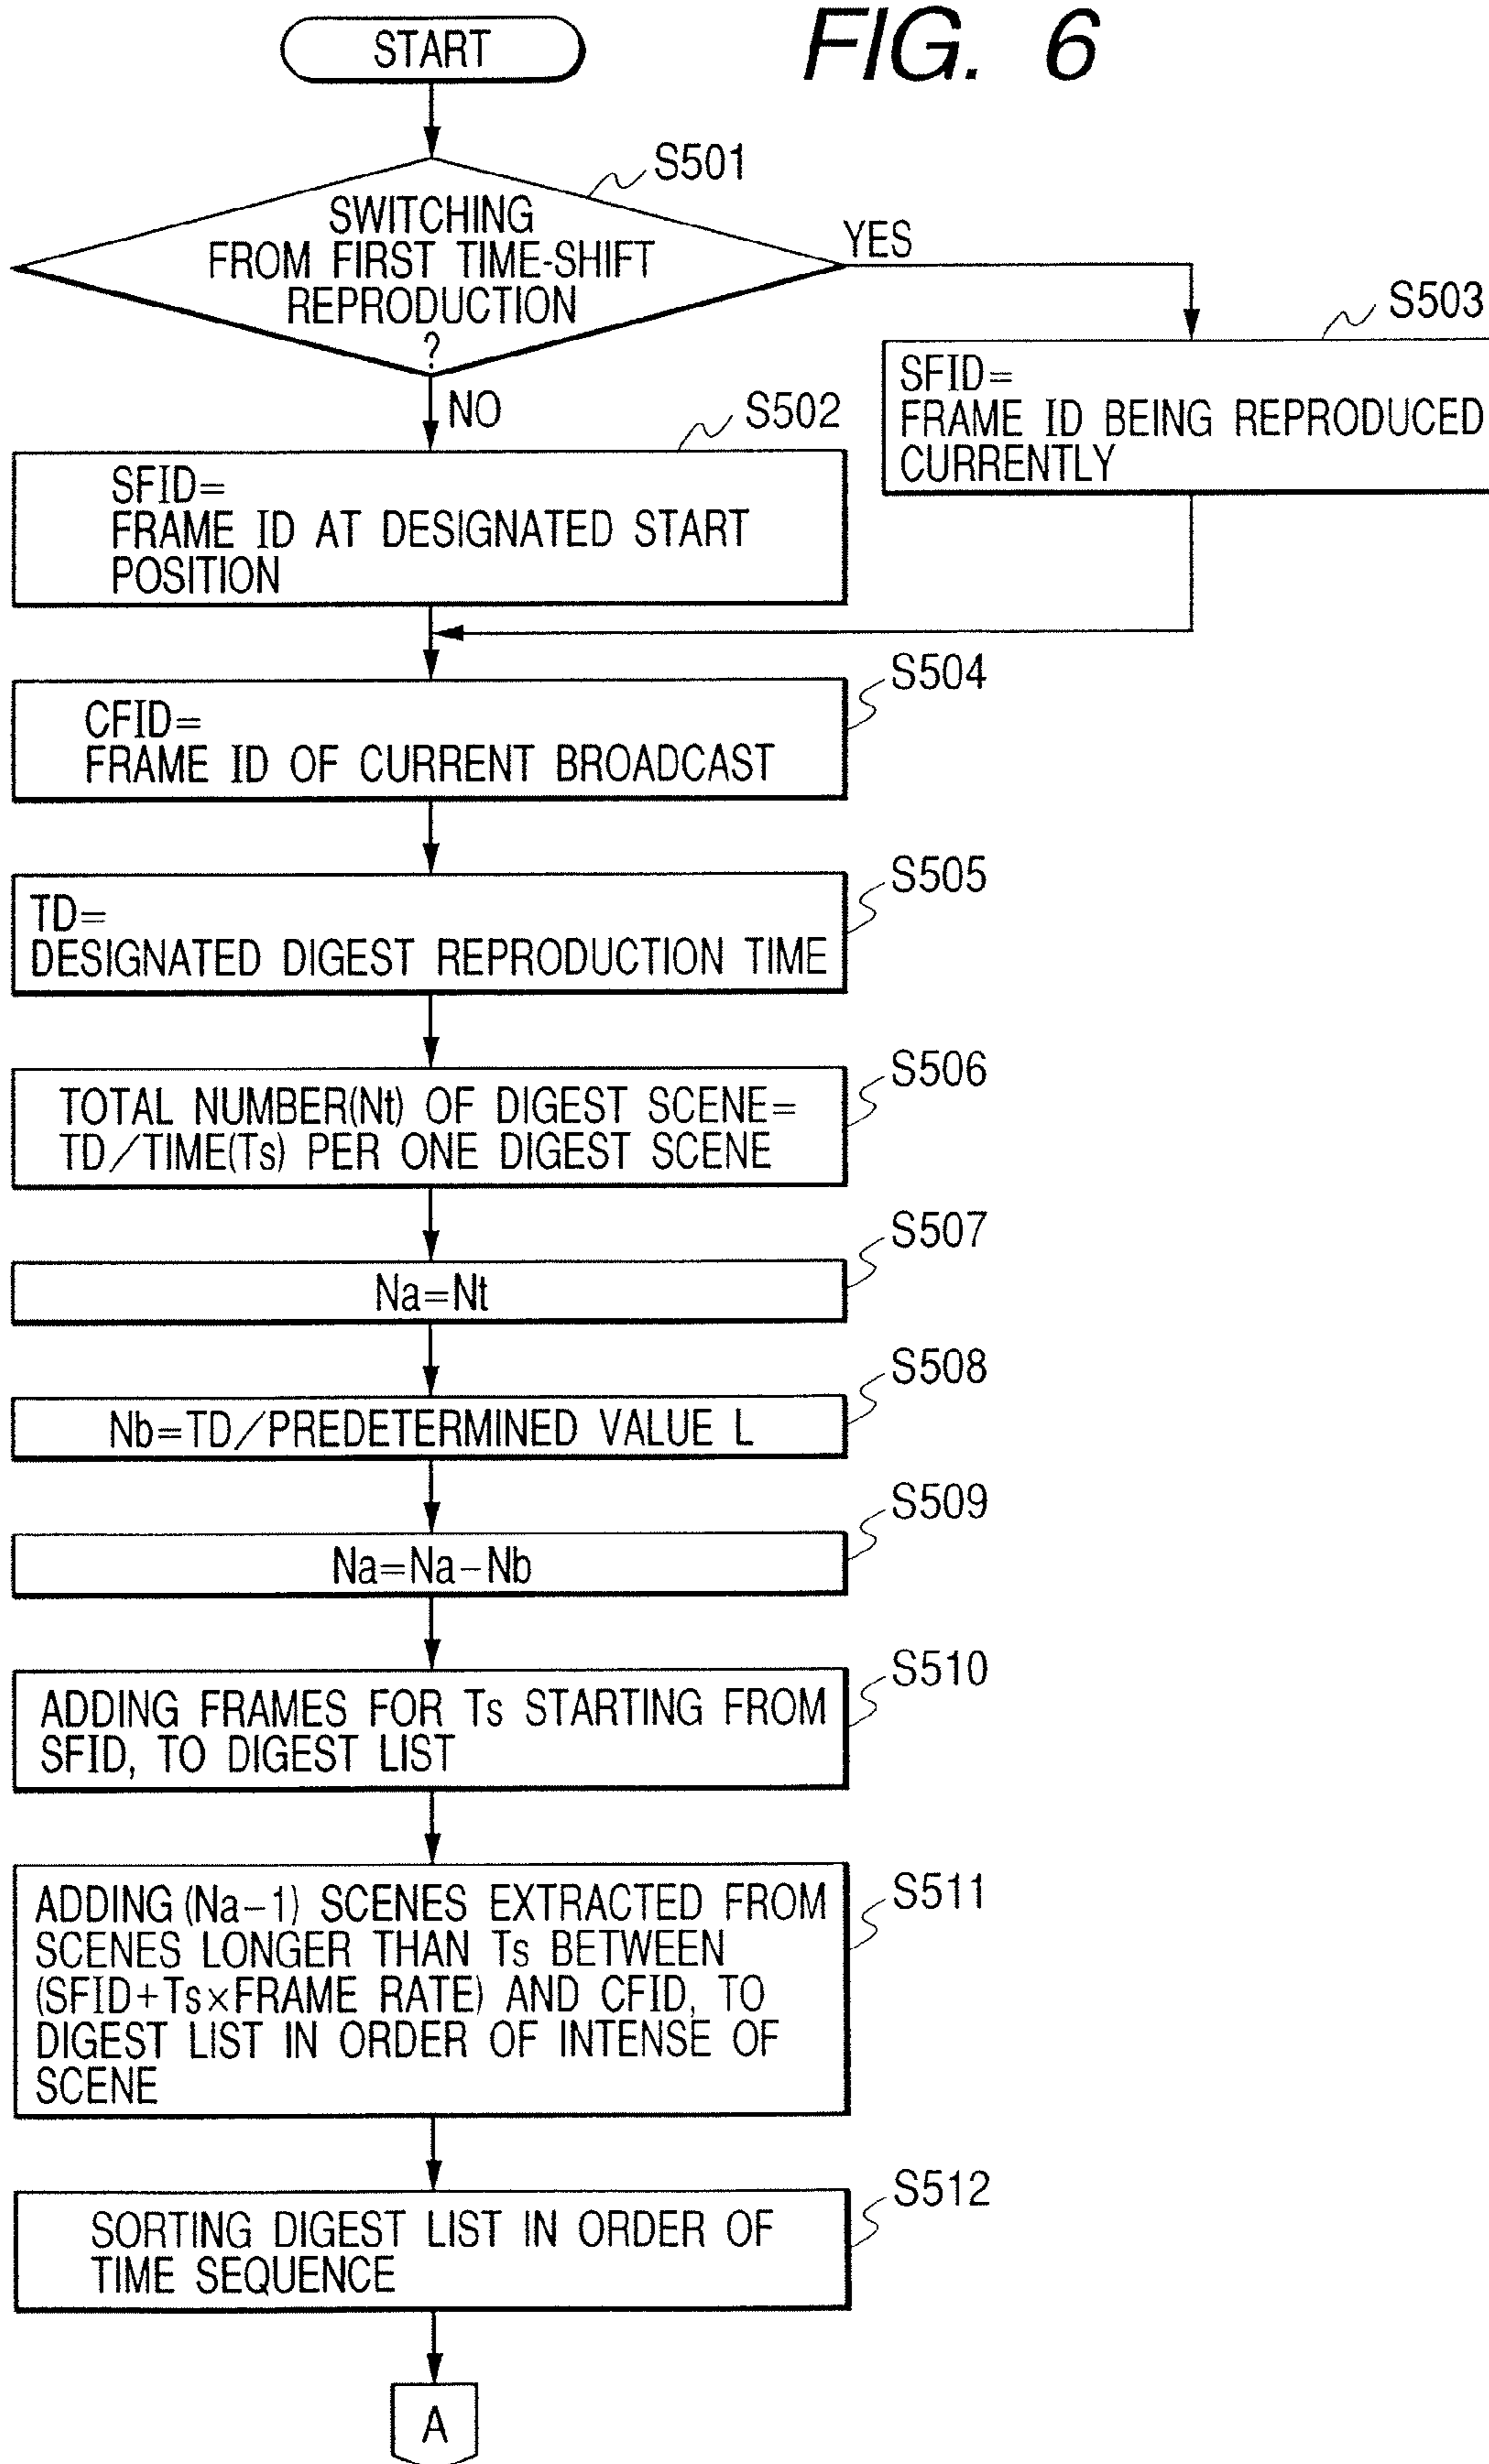 FIG. 6
START
S501
SWITCHING
FROM FIRST TIME-SHIFT
REPRODUCTION
?
YES
NO
S503
SFID=
FRAME ID BEING REPRODUCED
CURRENTLY
S502
SFID=
FRAME ID AT DESIGNATED START
POSITION
S504
CFID=
FRAME ID OF CURRENT BROADCAST
S505
TD=
DESIGNATED DIGEST REPRODUCTION TIME
S506
TOTAL NUMBER(Nt) OF DIGEST SCENE=
TD/TIME(Ts) PER ONE DIGEST SCENE
S507
Na=Nt
S508
Nb=TD/PREDETERMINED VALUE L
S509
Na=Na-Nb
S510
ADDING FRAMES FOR Ts STARTING FROM
SFID, TO DIGEST LIST
S511
ADDING (Na-1) SCENES EXTRACTED FROM
SCENES LONGER THAN Ts BETWEEN
(SFID+Ts×FRAME RATE) AND CFID, TO
DIGEST LIST IN ORDER OF INTENSE OF
SCENE
S512
SORTING DIGEST LIST IN ORDER OF
TIME SEQUENCE
A